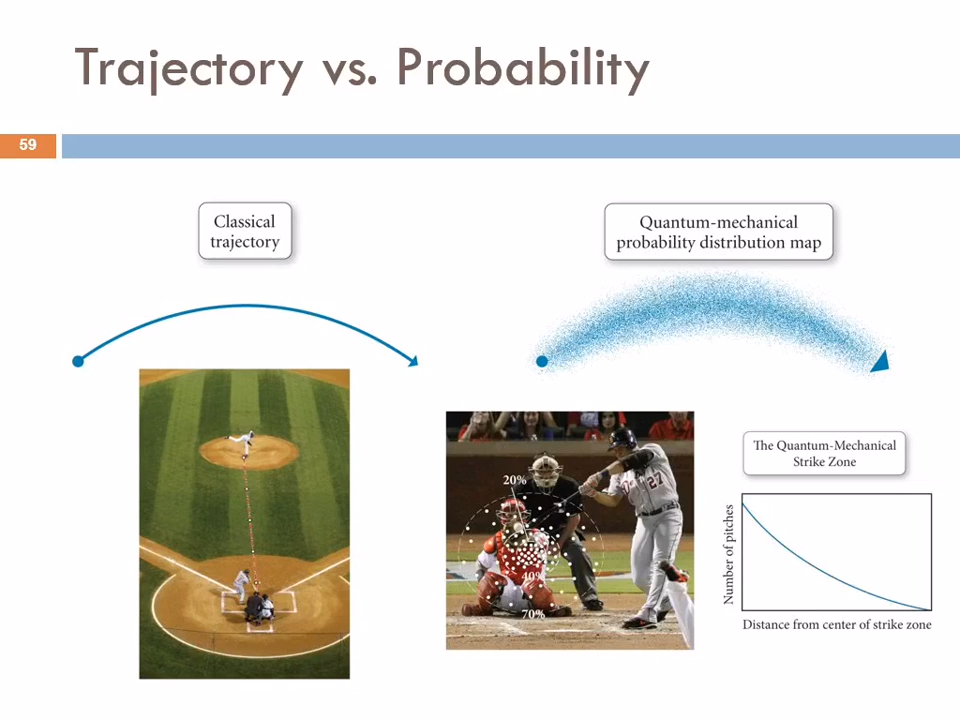 Trajectory vs. Probability
59
Classical
trajectory
Quantum-mechanical
probability distribution map
20%
27
40%
70%
The Quantum-Mechanical
Strike Zone
Number of pitches
Distance from center of strike zone